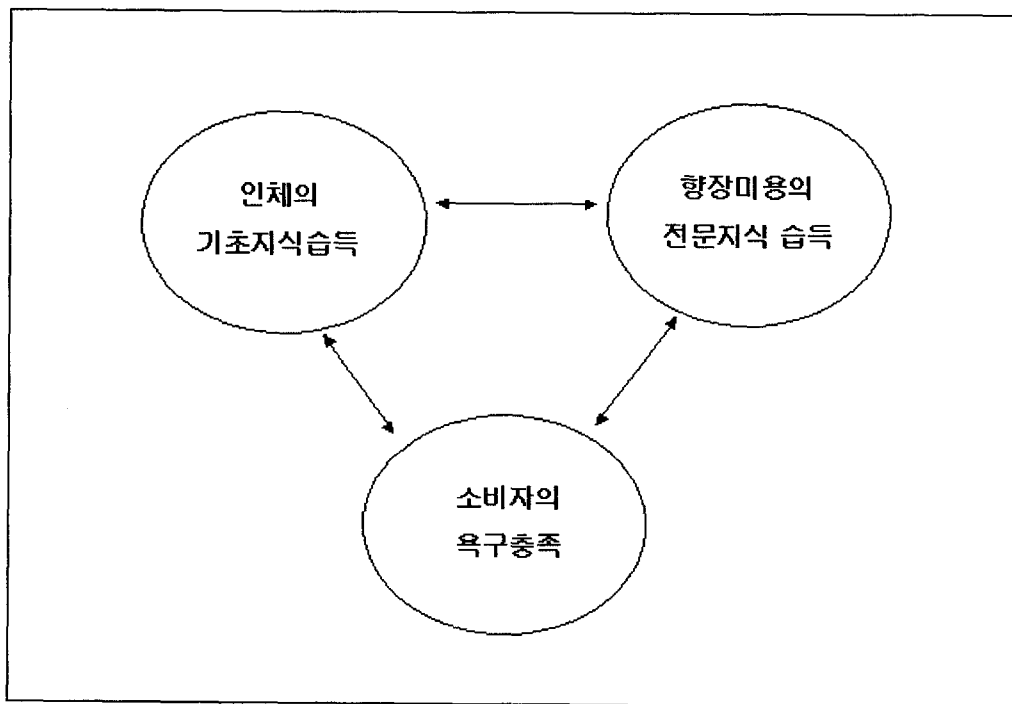 인체의
기초지식습득
향장미용의
전문지식 습득
소비자의
욕구충족